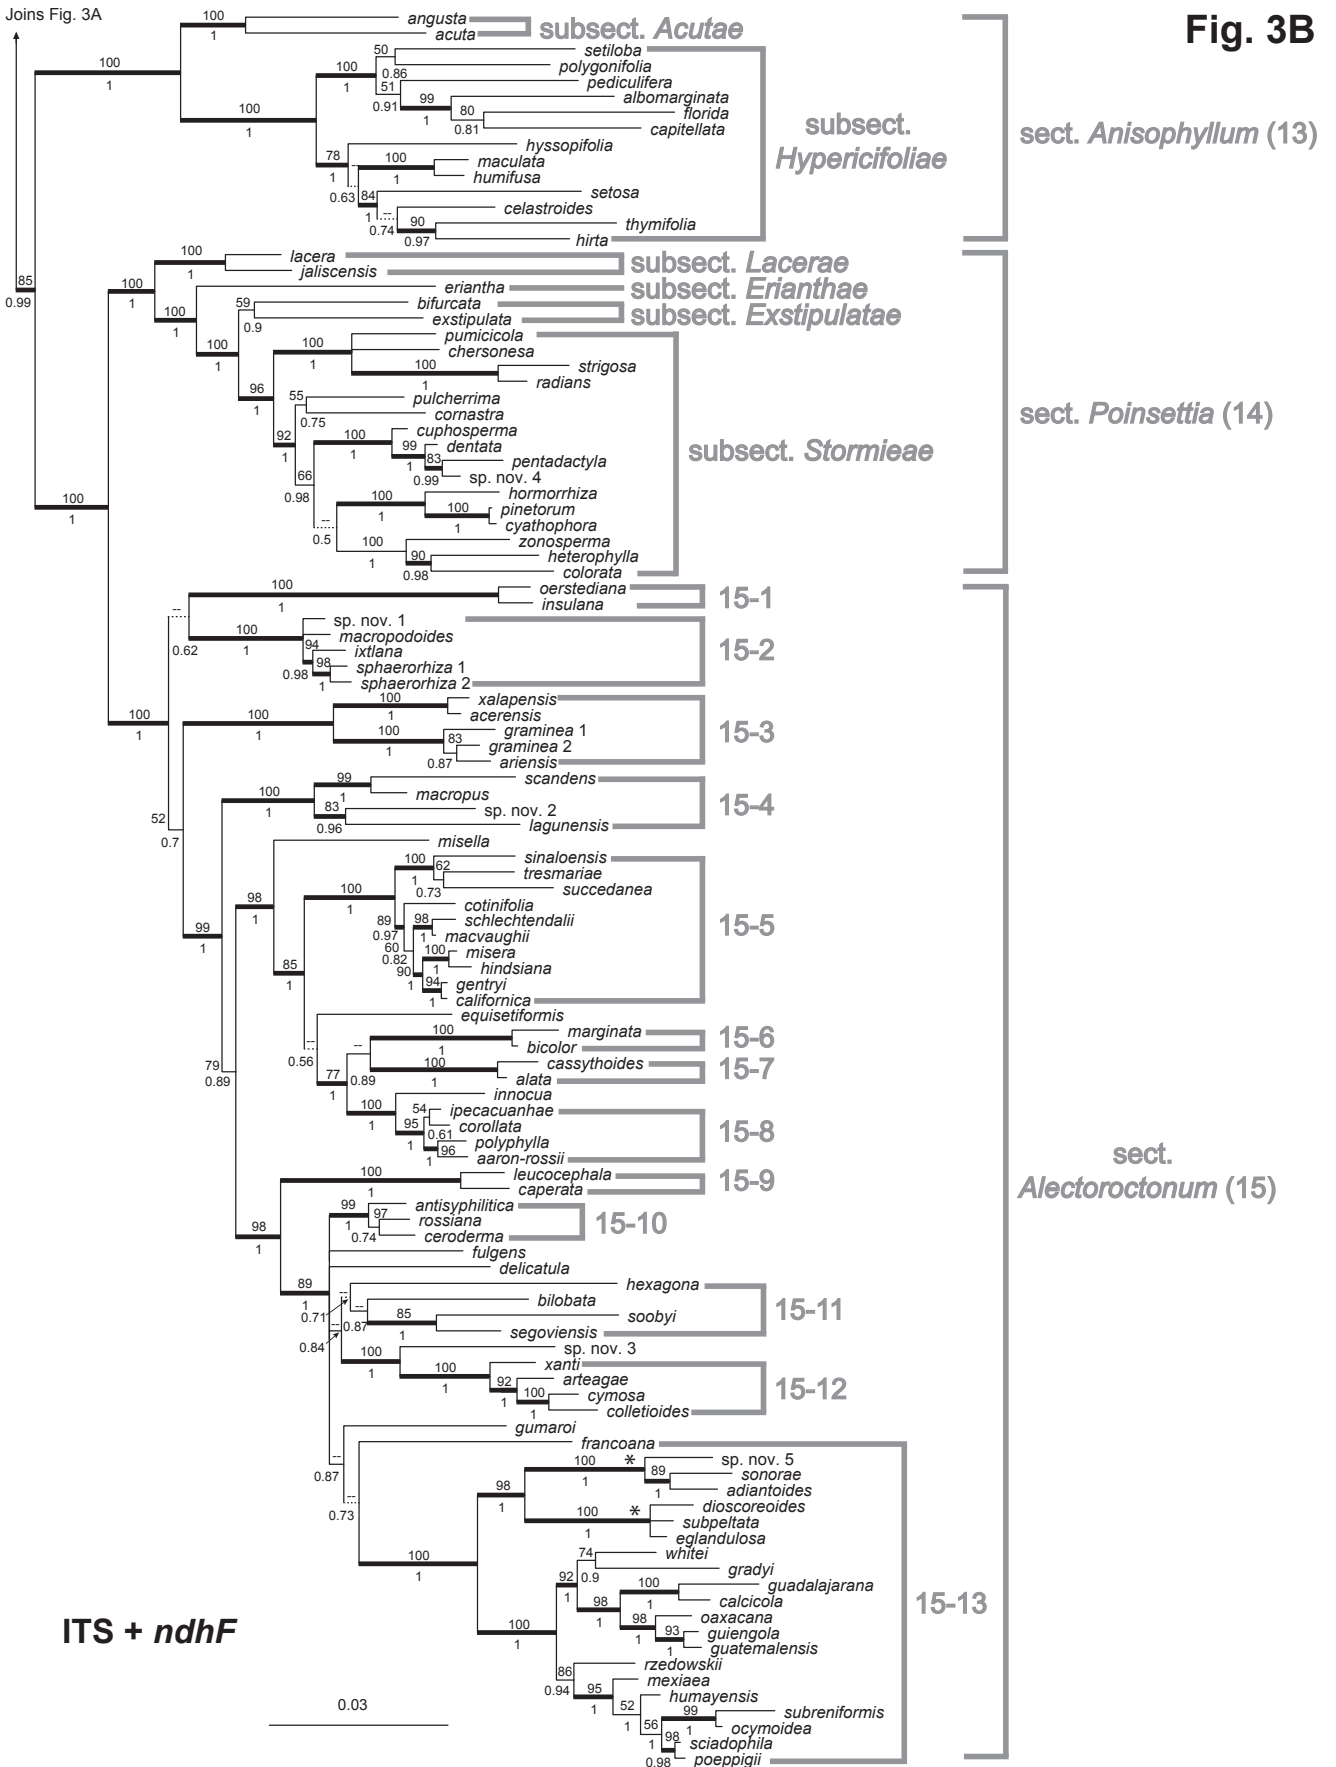 Joins Fig. 3A
Fig. 3B
100
1
angusta
acuta
subsect. Acutae
100
1
100
1
100
1
50
0.86
setiloba
polygonifolia
51
0.91
pediculifera
99
1
albomarginata
80
0.81
florida
capitellata
subsect.
Hypericifoliae
sect. Anisophyllum (13)
78
1
hyssopifolia
--
0.63
100
1
maculata
humifusa
84
1
setosa
--
0.74
celastroides
90
0.97
thymifolia
hirta
85
0.99
100
1
100
1
100
1
lacera
jaliscensis
subsect. Lacerae
100
1
eriantha
subsect. Erianthae
100
1
59
0.9
bifurcata
exstipulata
subsect. Exstipulatae
96
1
100
1
pumicicola
chersonesa
100
1
strigosa
radians
92
1
55
0.75
pulcherrima
cornastra
66
0.98
100
1
cuphosperma
99
1
dentata
83
0.99
pentadactyla
sp. nov. 4
--
0.5
100
1
hormorrhiza
100
1
pinetorum
cyathophora
100
1
zonosperma
90
0.98
heterophylla
colorata
subsect. Stormieae
sect. Poinsettia (14)
100
1
--
0.62
100
1
oerstediana
insulana
15-1
100
1
sp. nov. 1
macropodoides
94
0.98
ixtlana
98
1
sphaerorhiza 1
sphaerorhiza 2
15-2
52
0.7
100
1
100
1
xalapensis
acerensis
100
1
graminea 1
83
0.87
graminea 2
ariensis
15-3
99
1
100
1
99
1
scandens
macropus
83
0.96
sp. nov. 2
lagunensis
15-4
79
0.89
98
1
misella
85
1
100
1
100
1
sinaloensis
62
0.73
tresmariae
succedanea
89
0.97
cotinifolia
60
0.82
98
1
schlechtendalii
macvaughii
90
1
100
1
misera
hindsiana
94
1
gentryi
californica
15-5
--
0.56
equisetiformis
77
1
--
0.89
100
1
marginata
bicolor
15-6
100
1
cassythoides
alata
15-7
100
1
innocua
95
1
54
0.61
ipecacuanhae
corollata
96
1
polyphylla
aaron-rossii
15-8
98
1
100
1
leucocephala
caperata
15-9
89
1
99
1
antisyphilitica
97
0.74
rossiana
ceroderma
15-10
fulgens
delicatula
--
0.84
--
0.71
hexagona
--
0.87
bilobata
85
1
soobyi
segoviensis
15-11
100
1
sp. nov. 3
100
1
xanti
92
1
arteagae
100
1
cymosa
colletioides
15-12
sect.
Alectoroctonum (15)
--
0.87
gumaroi
--
0.73
francoana
100
1
98
1
100
1
*
sp. nov. 5
89
1
sonorae
adiantoides
100
1
*
dioscoreoides
subpeltata
eglandulosa
100
1
92
1
74
0.9
whitei
gradyi
98
1
100
1
guadalajarana
calcicola
98
1
oaxacana
93
1
guiengola
guatemalensis
86
0.94
rzedowskii
95
1
mexiaea
52
1
humayensis
56
1
99
1
subreniformis
ocymoidea
98
0.98
sciadophila
poeppigii
15-13
ITS + ndhF
0.03